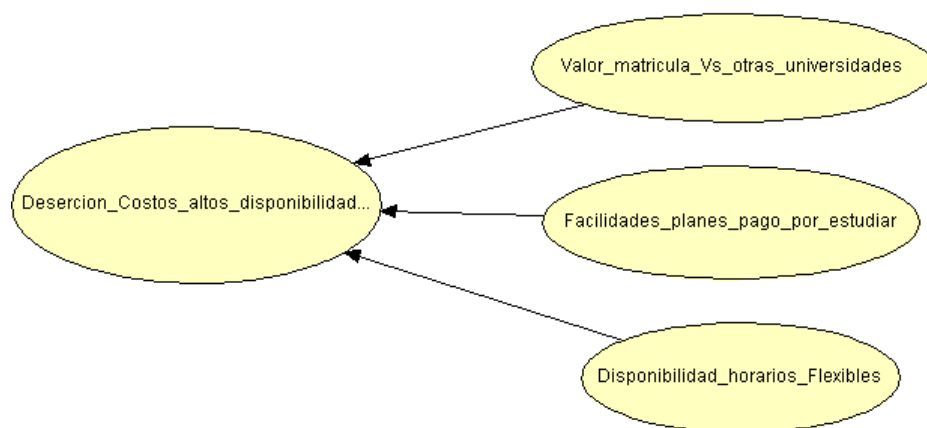 Valor_matricula_Vs_otras_universidades
Desercion_Costos_altos_disponibilidad...
Facilidades_planes_pago_por_estudiar
Disponibilidad_horarios_Flexibles